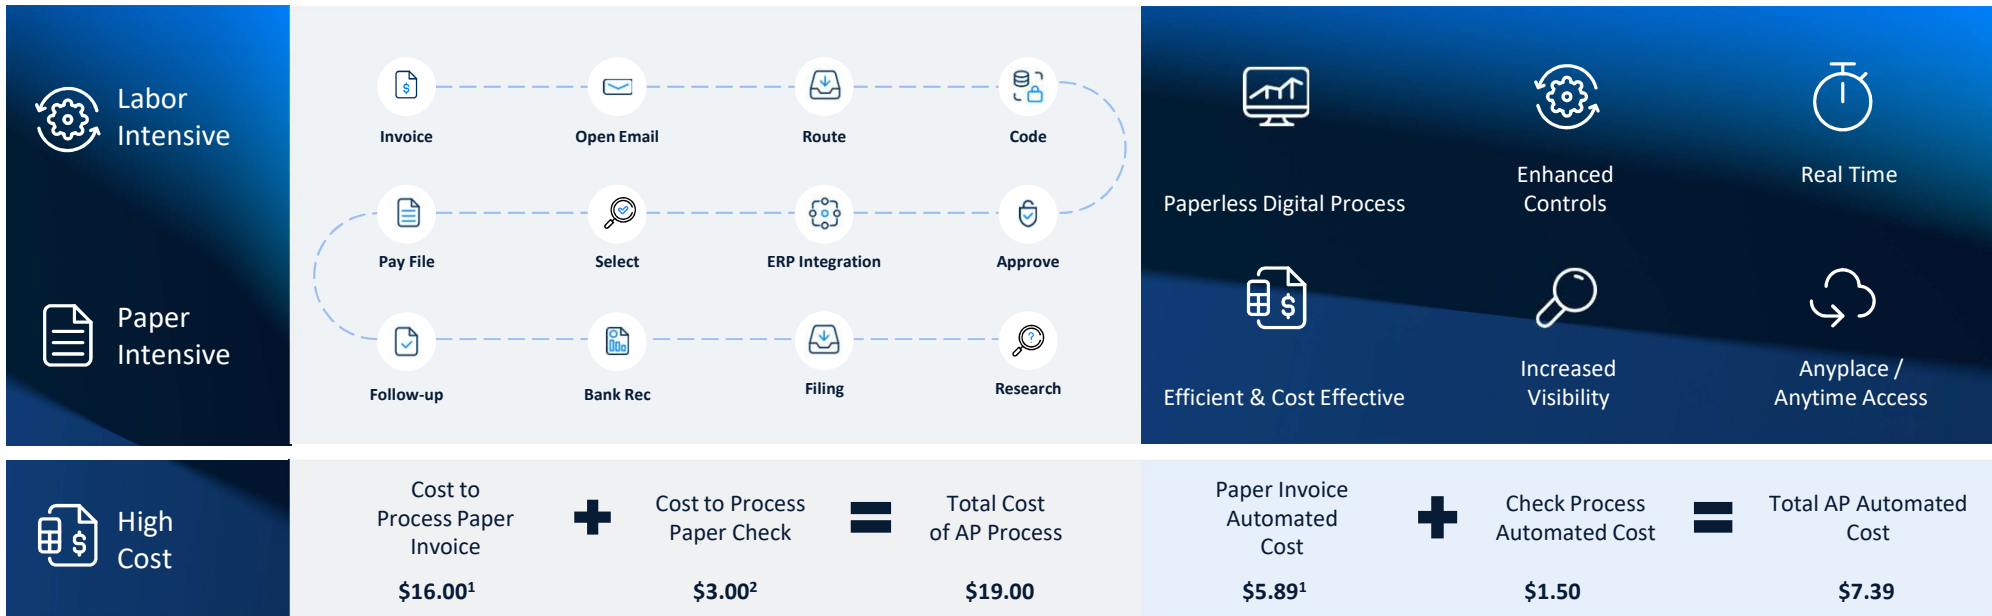 Labor
Intensive
Paper
Intensive
Invoice
Open Email
Route
Code
Pay File
Select
ERP Integration
Approve
Follow-up
Bank Rec
Filing
Research
Paperless Digital Process
Enhanced
Controls
Real Time
Efficient & Cost Effective
Increased
Visibility
Anyplace /
Anytime Access
High
Cost
Cost to
Process Paper
Invoice
$16.00¹
Cost to Process
Paper Check
$3.00²
Total Cost
of AP Process
$19.00
Paper Invoice
Automated
Cost
$5.89¹
Check Process
Automated Cost
$1.50
Total AP Automated
Cost
$7.39